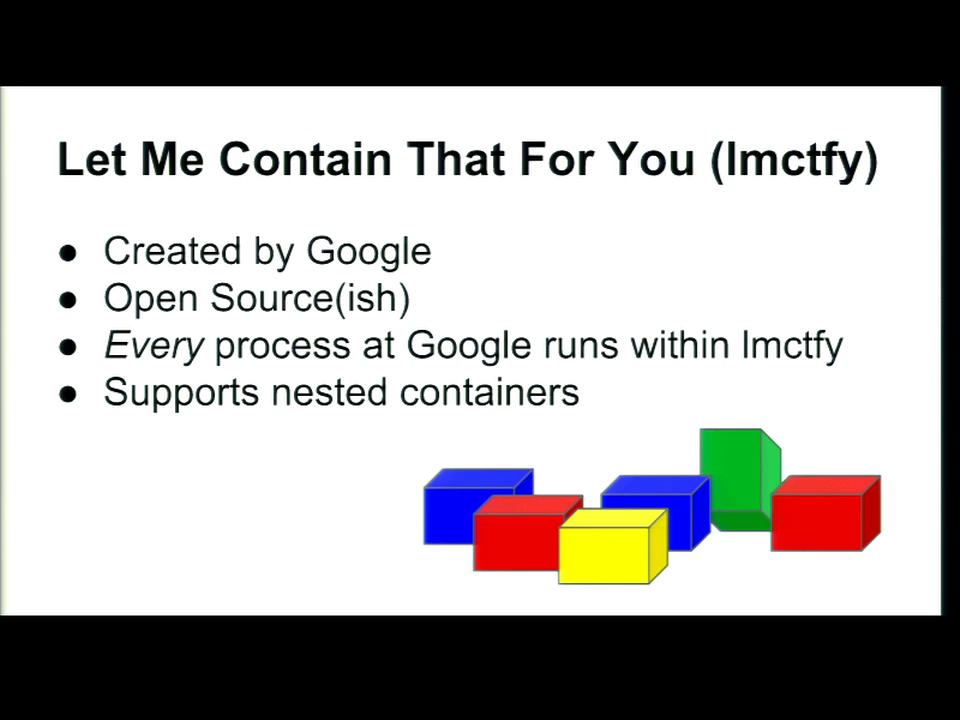 Let Me Contain That For You (lmctfy)
● Created by Google
● Open Source(ish)
● Every process at Google runs within lmctfy
● Supports nested containers